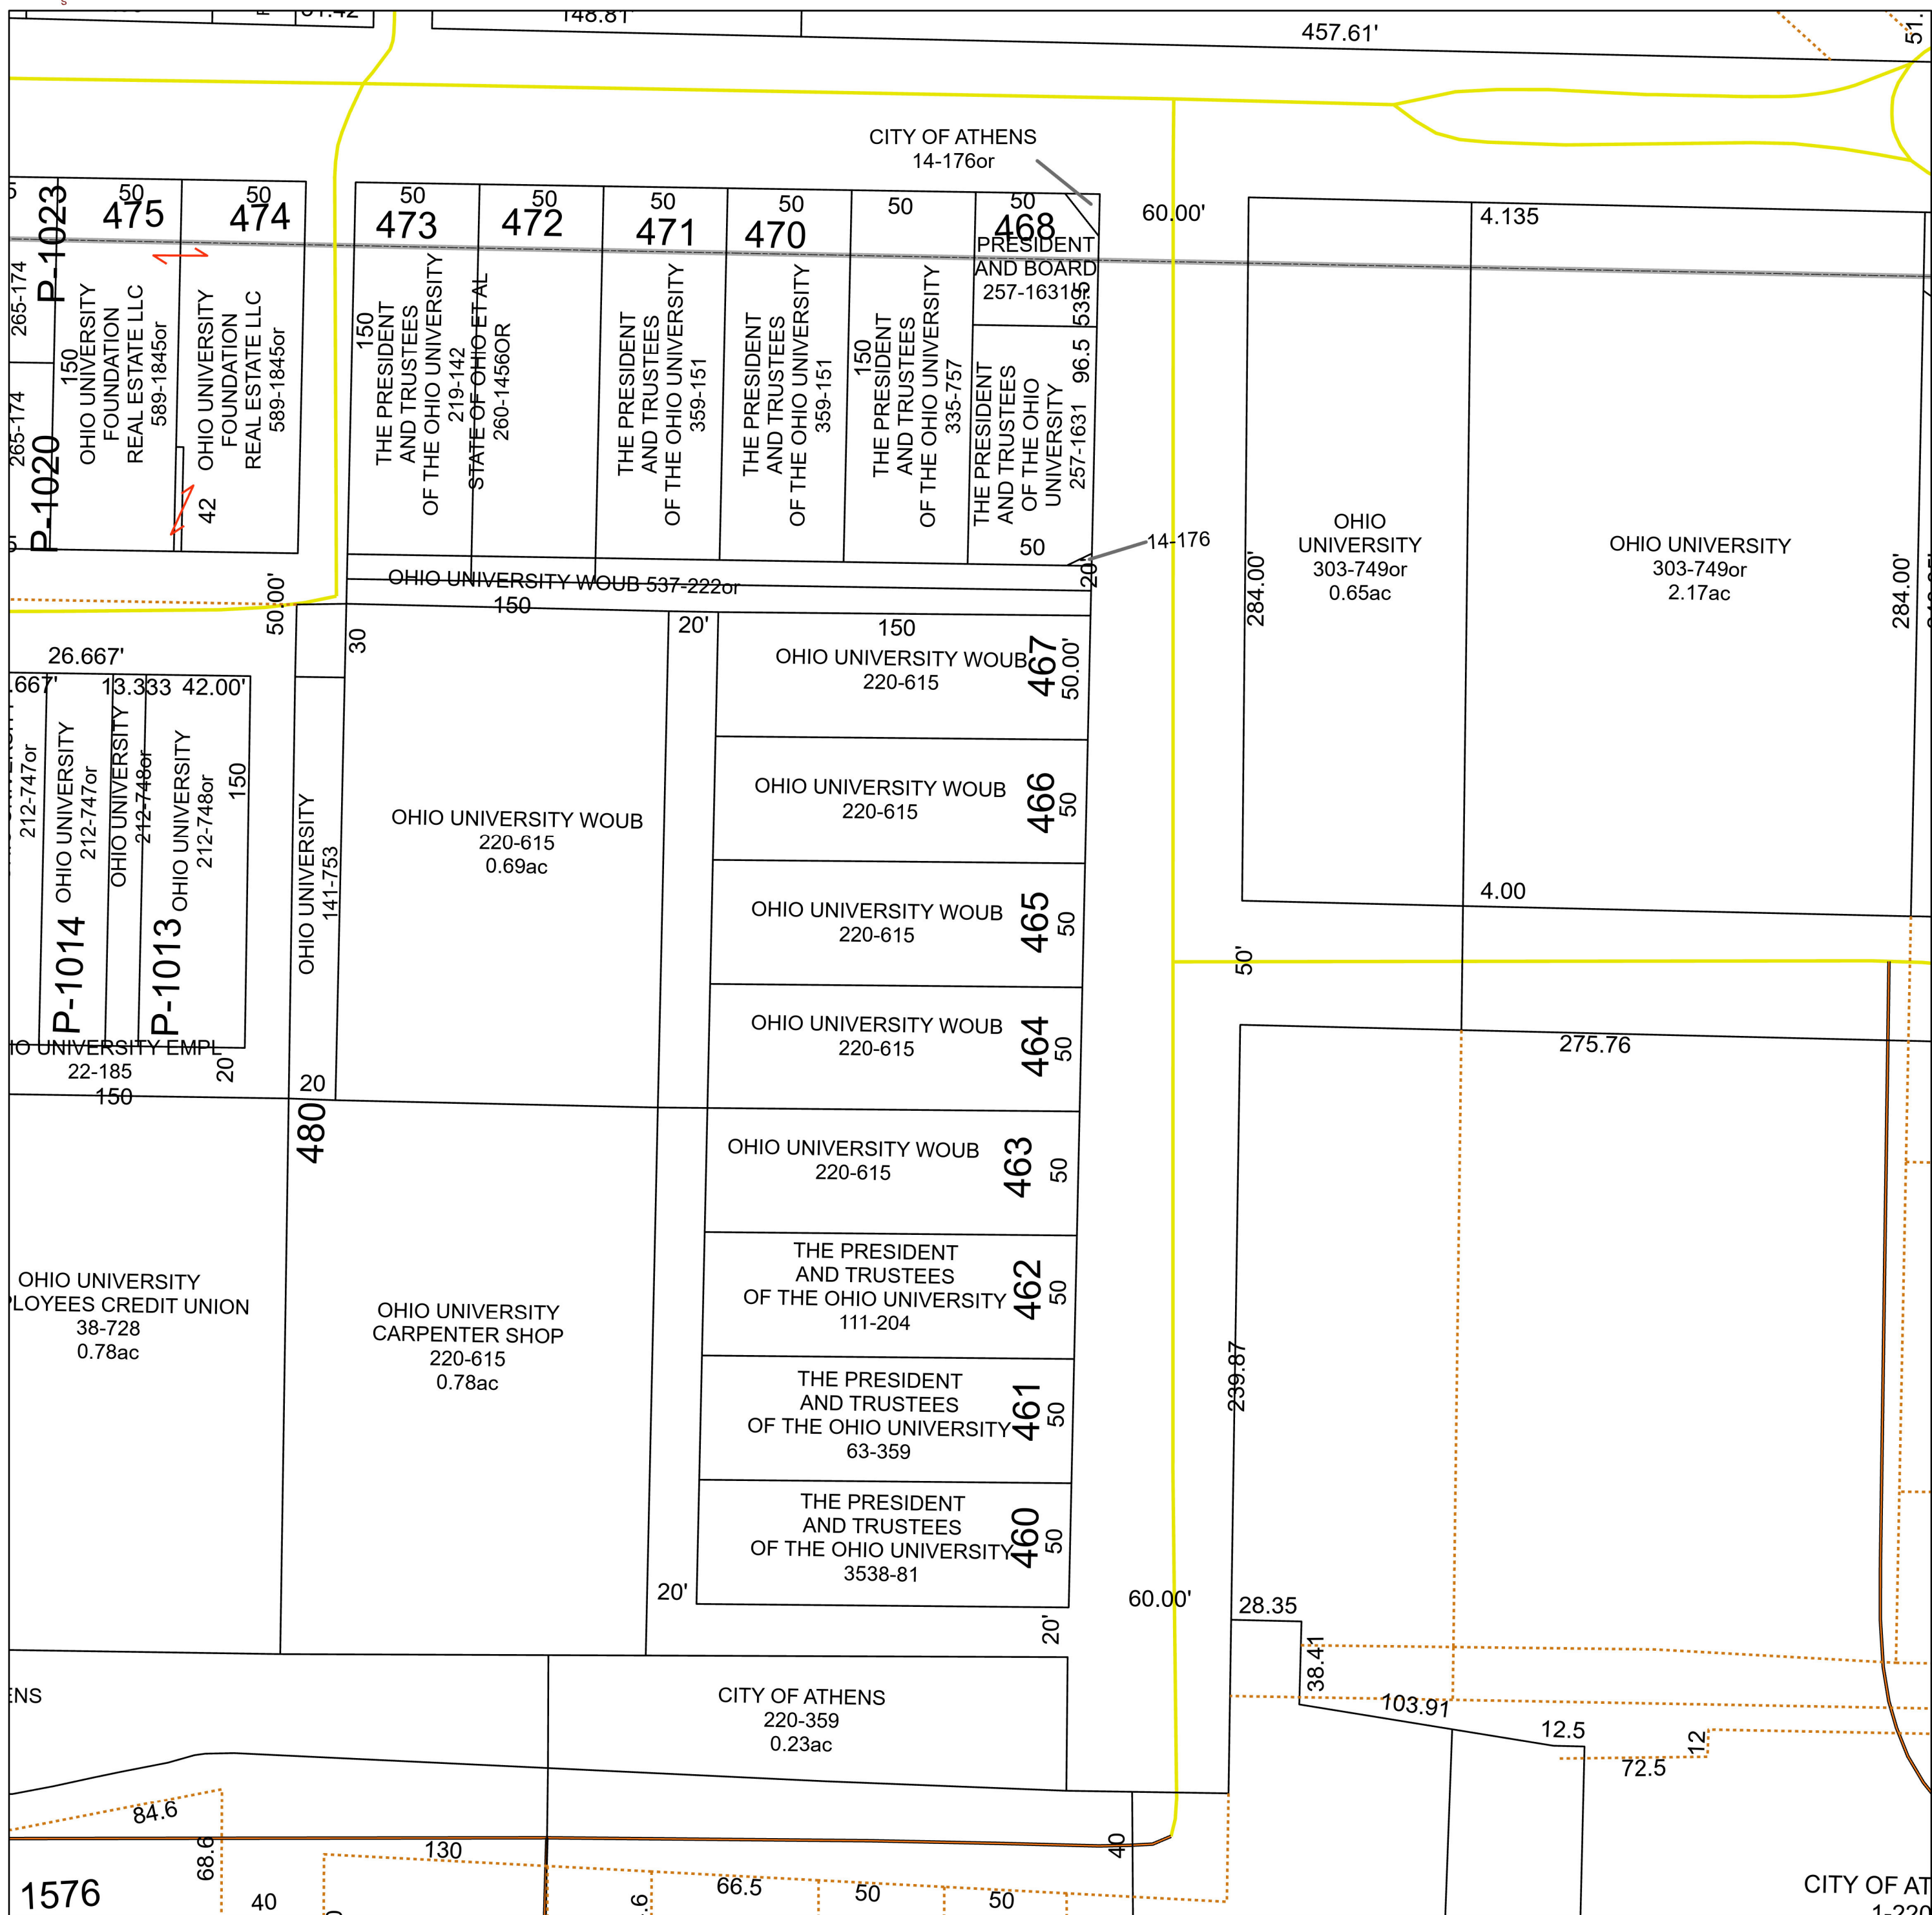 148.81'
457.61'
CITY OF ATHENS
14-176or
50
475
50
474
50
473
50
472
50
471
50
470
50
50
468
60.00'
4.135
P-1023
265-174
265-174
P-1020
150
OHIO UNIVERSITY
FOUNDATION
REAL ESTATE LLC
589-1845or
OHIO UNIVERSITY
FOUNDATION
REAL ESTATE LLC
589-1845or
42
150
THE PRESIDENT
AND TRUSTEES
OF THE OHIO UNIVERSITY
219-142
STATE OF OHIO ET AL
260-1456OR
THE PRESIDENT
AND TRUSTEES
OF THE OHIO UNIVERSITY
359-151
THE PRESIDENT
AND TRUSTEES
OF THE OHIO UNIVERSITY
359-151
150
THE PRESIDENT
AND TRUSTEES
OF THE OHIO UNIVERSITY
335-757
PRESIDENT
AND BOARD
257-1631or
53.5
96.5
THE PRESIDENT
AND TRUSTEES
OF THE OHIO
UNIVERSITY
257-1631
50
14-176
20'
OHIO UNIVERSITY WOUB 537-222or
150
OHIO
UNIVERSITY
303-749or
0.65ac
OHIO UNIVERSITY
303-749or
2.17ac
284.00'
284.00'
50.00'
30
20'
150
OHIO UNIVERSITY WOUB
220-615
467
50.00'
26.667'
.667'
13.333
42.00'
212-747or
OHIO UNIVERSITY
212-747or
OHIO UNIVERSITY
212-748or
OHIO UNIVERSITY
212-748or
150
P-1014
P-1013
OHIO UNIVERSITY
141-753
OHIO UNIVERSITY WOUB
220-615
0.69ac
OHIO UNIVERSITY WOUB
220-615
466
50
OHIO UNIVERSITY WOUB
220-615
465
50
4.00
50'
OHIO UNIVERSITY WOUB
220-615
464
50
275.76
IO UNIVERSITY EMPL
22-185
150
20
20
480
OHIO UNIVERSITY WOUB
220-615
463
50
OHIO UNIVERSITY
LOYEES CREDIT UNION
38-728
0.78ac
OHIO UNIVERSITY
CARPENTER SHOP
220-615
0.78ac
THE PRESIDENT
AND TRUSTEES
OF THE OHIO UNIVERSITY
111-204
462
50
THE PRESIDENT
AND TRUSTEES
OF THE OHIO UNIVERSITY
63-359
461
50
239.87
THE PRESIDENT
AND TRUSTEES
OF THE OHIO UNIVERSITY
3538-81
460
50
20'
20'
60.00'
28.35
38.41
103.91
12.5
72.5
12
ENS
CITY OF ATHENS
220-359
0.23ac
84.6
68.6
130
40
1576
40
.6
66.5
50
50
CITY OF AT
1-220